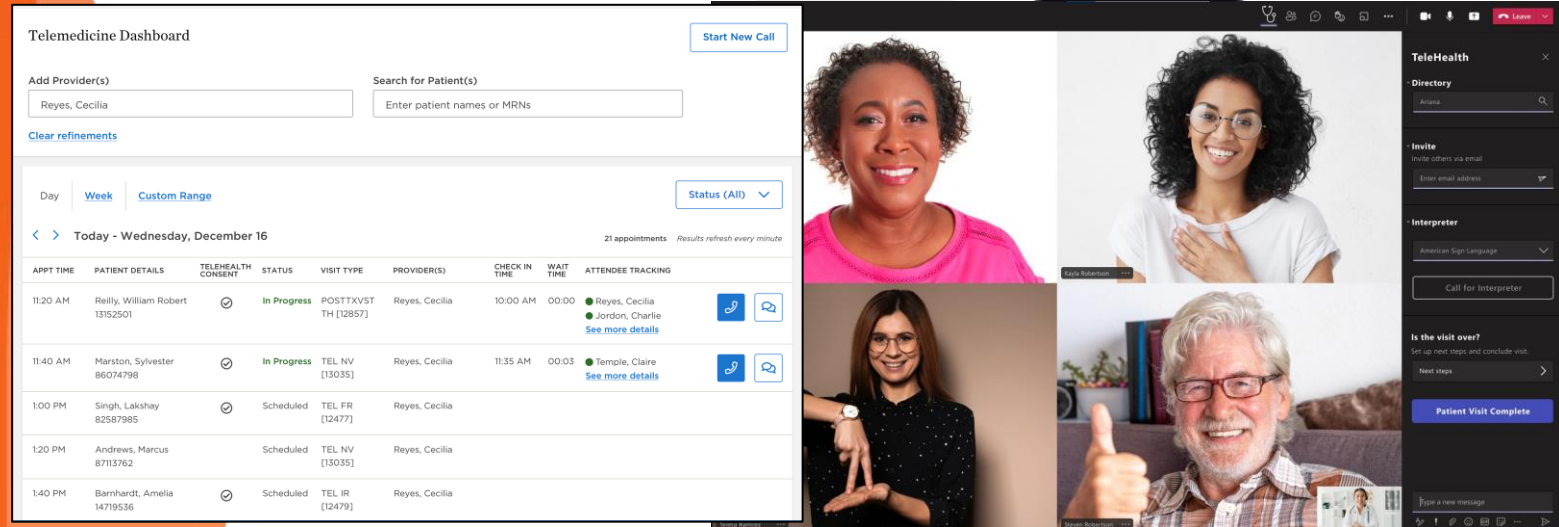 Telemedicine Dashboard
Start New Call
Add Provider(s)
Search for Patient(s)
Reyes, Cecilia
Enter patient names or MRNs
Clear refinements
Day Week Custom Range
Status (All)
Today - Wednesday, December 16
21 appointments Results refresh every minute
APPT TIME PATIENT DETAILS TELEHEALTH CONSENT STATUS VISIT TYPE PROVIDER(S) CHECK IN TIME WAIT TIME ATTENDEE TRACKING
11:20 AM Reilly, William Robert In Progress POSTTXVST Reyes, Cecilia 10:00 AM 00:00 Reyes, Cecilia
13152501 TH [12857] Jordon, Charlie
See more details
11:40 AM Marston, Sylvester In Progress TEL NV Reyes, Cecilia 11:35 AM 00:03 Temple, Claire
86074798 [13035] See more details
1:00 PM Singh, Lakshay Scheduled TEL FR Reyes, Cecilia
82587985 [12477]
1:20 PM Andrews, Marcus Scheduled TEL NV Reyes, Cecilia
87113762 [13035]
1:40 PM Barnhardt, Amelia Scheduled TEL IR Reyes, Cecilia
14719536 [12479]
Leave
Kayla Robertson
Teresa Ramirez
Steven Robertson
TeleHealth
Directory
Ariana
Invite
Invite others via email
Enter email address
Interpreter
American Sign Language
Call for Interpreter
Is the visit over?
Set up next steps and conclude visit.
Next steps
Patient Visit Complete
Type a new message